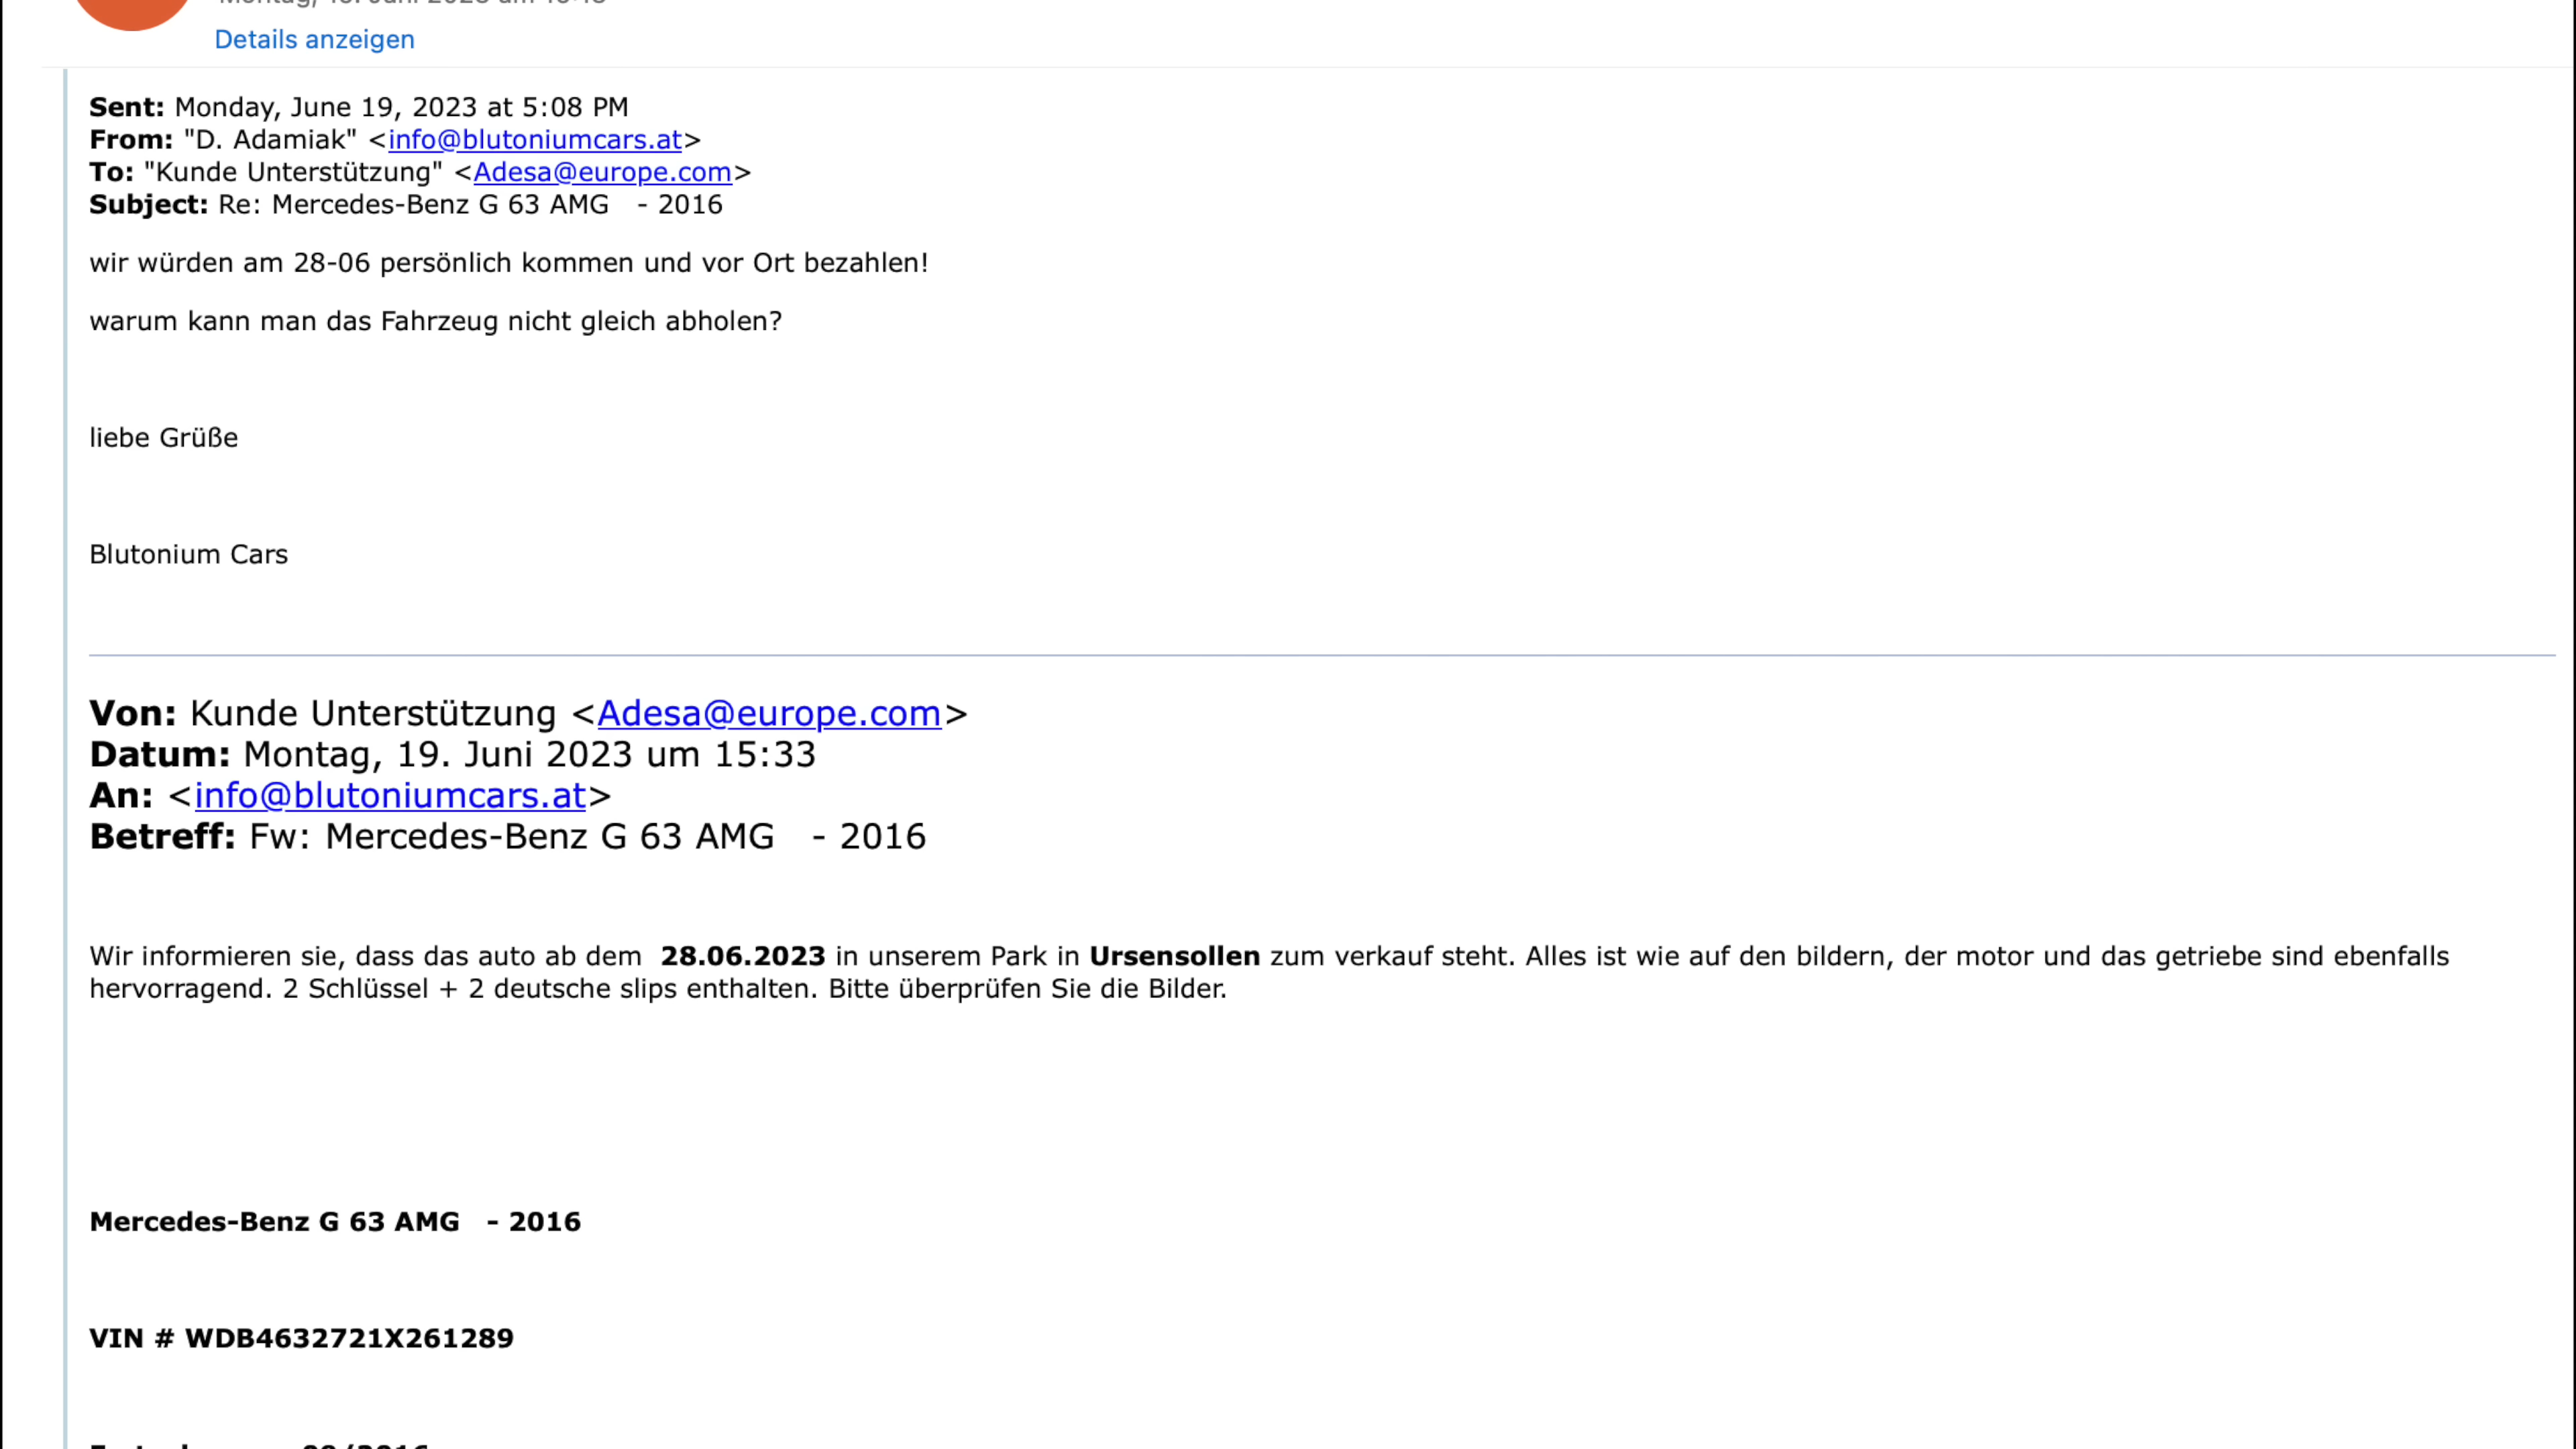 Details anzeigen
Sent: Monday, June 19, 2023 at 5:08 PM
From: "D. Adamiak" <info@blutoniumcars.at>
To: "Kunde Unterstützung" <Adesa@europe.com>
Subject: Re: Mercedes-Benz G 63 AMG   - 2016
wir würden am 28-06 persönlich kommen und vor Ort bezahlen!
warum kann man das Fahrzeug nicht gleich abholen?
liebe Grüße
Blutonium Cars
Von: Kunde Unterstützung <Adesa@europe.com>
Datum: Montag, 19. Juni 2023 um 15:33
An: <info@blutoniumcars.at>
Betreff: Fw: Mercedes-Benz G 63 AMG   - 2016
Wir informieren sie, dass das auto ab dem  28.06.2023 in unserem Park in Ursensollen zum verkauf steht. Alles ist wie auf den bildern, der motor und das getriebe sind ebenfalls
hervorragend. 2 Schlüssel + 2 deutsche slips enthalten. Bitte überprüfen Sie die Bilder.
Mercedes-Benz G 63 AMG   - 2016
VIN # WDB4632721X261289